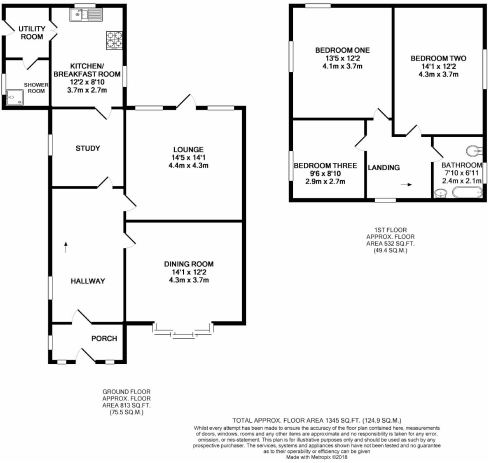 UTILITY
ROOM
SHOWER
ROOM
KITCHEN/
BREAKFAST ROOM
12'2 x 8'10
3.7m x 2.7m
STUDY
LOUNGE
14'5 x 14'1
4.4m x 4.3m
HALLWAY
DINING ROOM
14'1 x 12'2
4.3m x 3.7m
PORCH
GROUND FLOOR
APPROX. FLOOR
AREA 813 SQ.FT.
(75.5 SQ.M.)
BEDROOM ONE
13'5 x 12'2
4.1m x 3.7m
BEDROOM TWO
14'1 x 12'2
4.3m x 3.7m
BEDROOM THREE
9'6 x 8'10
2.9m x 2.7m
LANDING
BATHROOM
7'10 x 6'11
2.4m x 2.1m
1ST FLOOR
APPROX. FLOOR
AREA 532 SQ.FT.
(49.4 SQ.M.)
TOTAL APPROX. FLOOR AREA 1345 SQ.FT. (124.9 SQ.M.)
Whilst every attempt has been made to ensure the accuracy of the floor plan contained here, measurements
of doors, windows, rooms and any other items are approximate and no responsibility is taken for any error,
omission, or mis-statement. This plan is for illustrative purposes only and should be used as such by any
prospective purchaser. The services, systems and appliances shown have not been tested and no guarantee
as to their operability or efficiency can be given
Made with Metropix ©2018